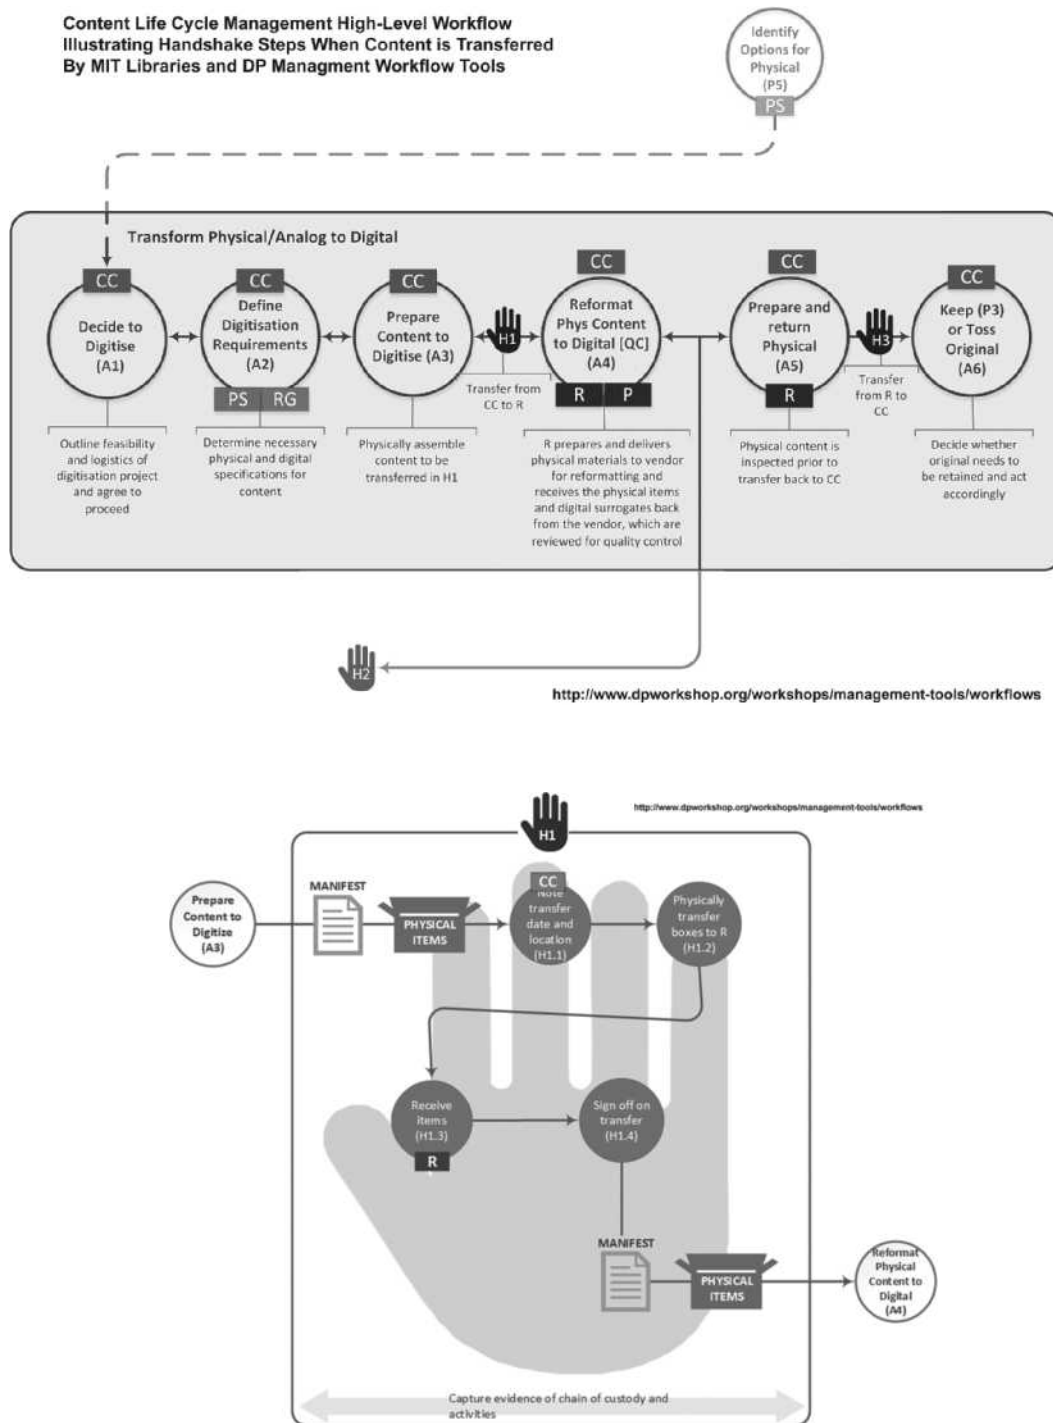 Content Life Cycle Management High-Level Workflow
Illustrating Handshake Steps When Content is Transferred
By MIT Libraries and DP Managment Workflow Tools
Identify
Options for
Physical
(P5)
PS
Transform Physical/Analog to Digital
CC
Decide to
Digitise
(A1)
Outline feasibility
and logistics of
digitisation project
and agree to
proceed
CC
Define
Digitisation
Requirements
(A2)
PS
RG
Determine necessary
physical and digital
specifications for
content
CC
Prepare
Content to
Digitise (A3)
Physically assemble
content to be
transferred in H1
H1
Transfer from
CC to R
CC
Reformat
Phys Content
to Digital [QC]
(A4)
R
P
R prepares and delivers
physical materials to vendor
for reformatting and
receives the physical items
and digital surrogates back
from the vendor, which are
reviewed for quality control
CC
Prepare and
return
Physical
(A5)
R
Physical content is
inspected prior to
transfer back to CC
H3
Transfer
from R to
CC
CC
Keep (P3) or
Toss
Original
(A6)
Decide whether
original needs to
be retained and act
accordingly
H2
http://www.dpworkshop.org/workshops/management-tools/workflows
http://www.dpworkshop.org/workshops/management-tools/workflows
H1
Prepare
Content to
Digitize
(A3)
MANIFEST
PHYSICAL
ITEMS
CC
Note
transfer
date and
location
(H1.1)
Physically
transfer
boxes to R
(H1.2)
Receive
items
(H1.3)
R
Sign off on
transfer
(H1.4)
MANIFEST
PHYSICAL
ITEMS
Reformat
Physical
Content to
Digital
(A4)
Capture evidence of chain of custody and
activities